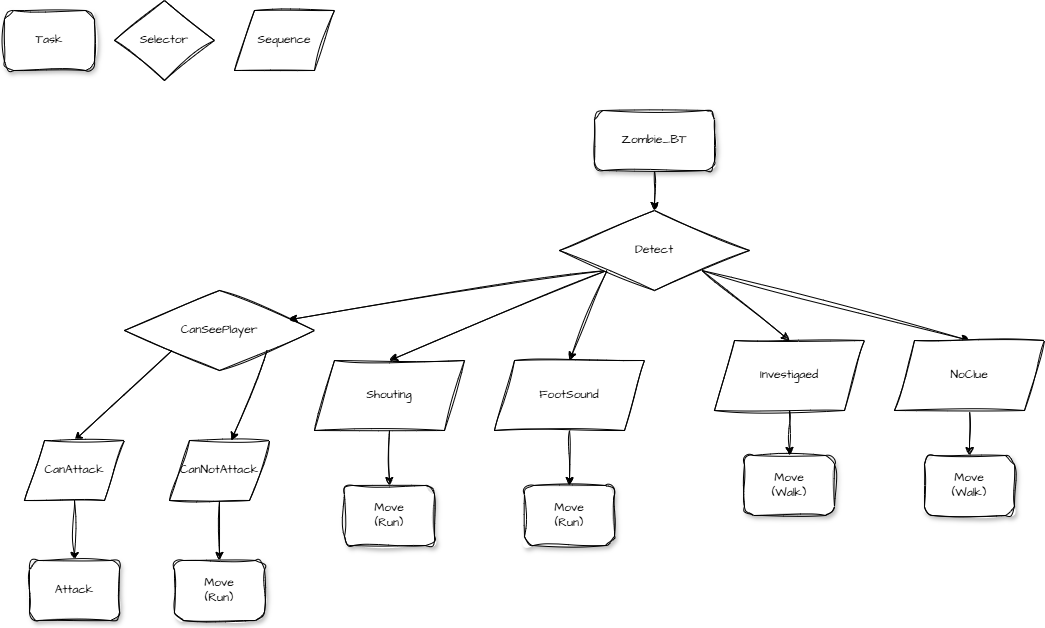 Task
Selector
Sequence
Zombie_BT
Detect
CanSeePlayer
Shouting
FootSound
Investigaed
NoClue
CanAttack
CanNotAttack
Move
(Run)
Move
(Run)
Move
(Walk)
Move
(Walk)
Attack
Move
(Run)